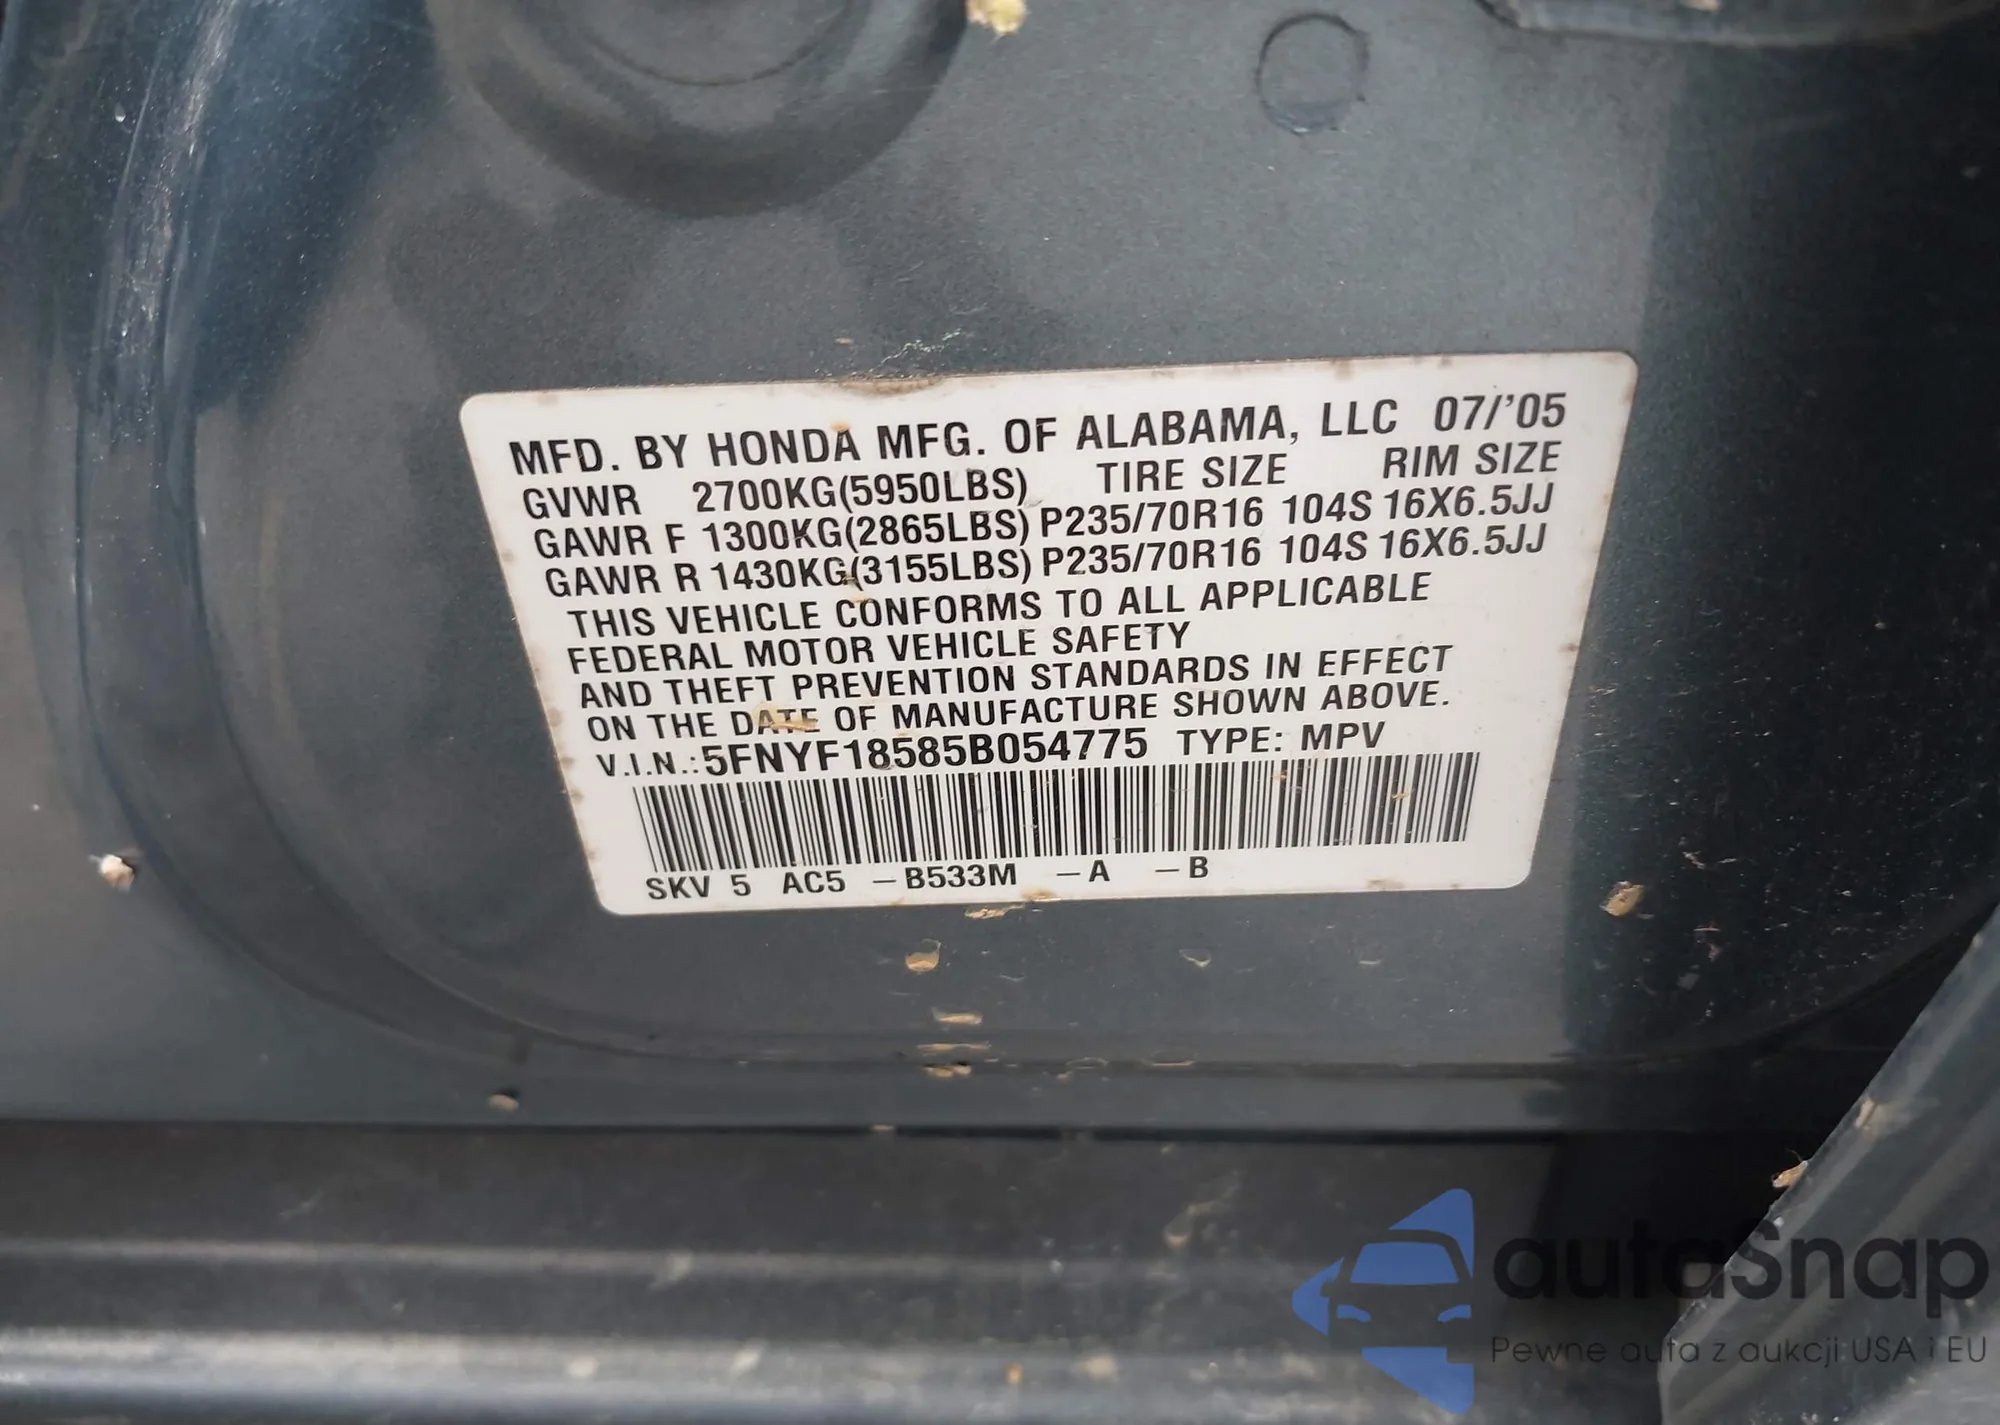 MFD. BY HONDA MFG. OF ALABAMA, LLC 07/'05
GVWR 2700KG(5950LBS) TIRE SIZE RIM SIZE
GAWR F 1300KG(2865LBS) P235/70R16 104S 16X6.5JJ
GAWR R 1430KG(3155LBS) P235/70R16 104S 16X6.5JJ
THIS VEHICLE CONFORMS TO ALL APPLICABLE
FEDERAL MOTOR VEHICLE SAFETY
AND THEFT PREVENTION STANDARDS IN EFFECT
ON THE DATE OF MANUFACTURE SHOWN ABOVE.
V.I.N.:5FNYF18585B054775 TYPE: MPV
SKV 5 AC5 –B533M –A –B
autaSnap
Pewne auta z aukcji USA i EU